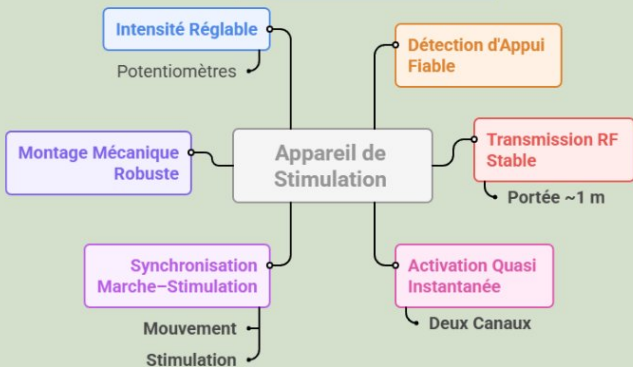 Intensité Réglable
Potentiomètres
Détection d'Appui
Fiable
Montage Mécanique
Robuste
Appareil de
Stimulation
Transmission RF
Stable
Portée ~1 m
Synchronisation
Marche–Stimulation
Mouvement
Stimulation
Activation Quasi
Instantanée
Deux Canaux